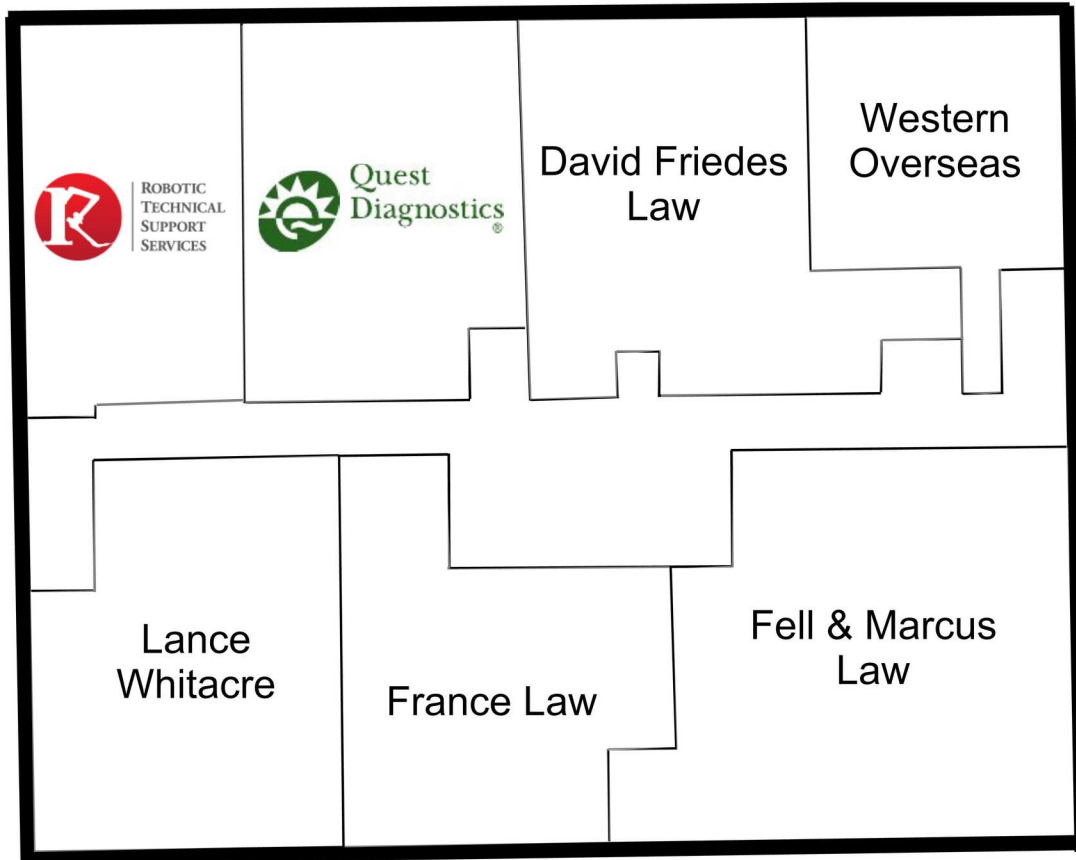 ROBOTIC
TECHNICAL
SUPPORT
SERVICES
Quest
Diagnostics
®
David Friedes
Law
Western
Overseas
Lance
Whitacre
France Law
Fell & Marcus
Law